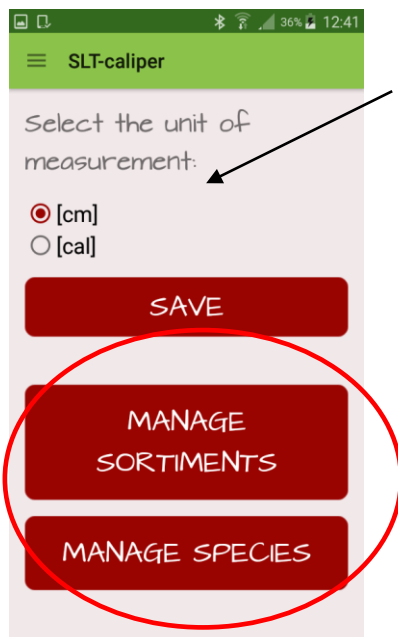 36% 12:41
SLT-caliper
Select the unit of
measurement:
[cm]
[cal]
SAVE
MANAGE
SORTIMENTS
MANAGE SPECIES